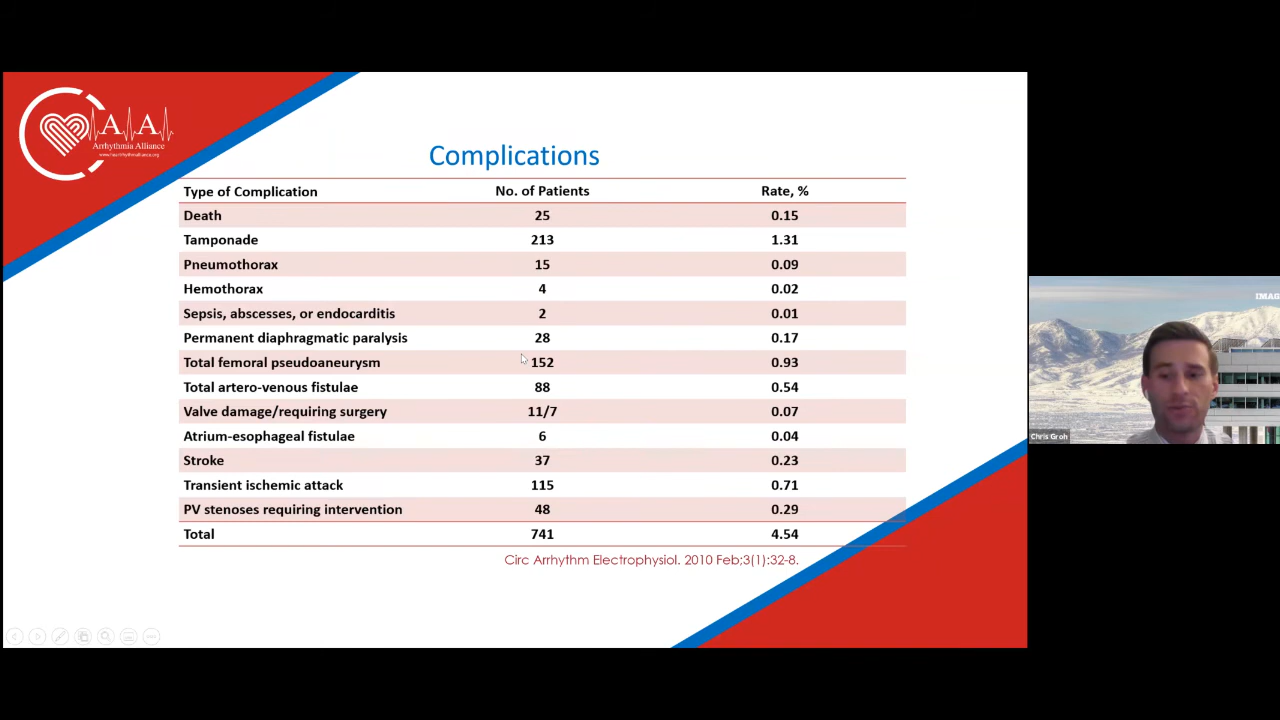 A A
Arrhythmia Alliance
Complications
Type of Complication No. of Patients Rate, %
Death 25 0.15
Tamponade 213 1.31
Pneumothorax 15 0.09
Hemothorax 4 0.02
Sepsis, abscesses, or endocarditis 2 0.01
Permanent diaphragmatic paralysis 28 0.17
Total femoral pseudoaneurysm 152 0.93
Total artero-venous fistulae 88 0.54
Valve damage/requiring surgery 11/7 0.07
Atrium-esophageal fistulae 6 0.04
Stroke 37 0.23
Transient ischemic attack 115 0.71
PV stenoses requiring intervention 48 0.29
Total 741 4.54
Circ Arrhythm Electrophysiol. 2010 Feb;3(1):32-8.
IMAG
Chris Groh